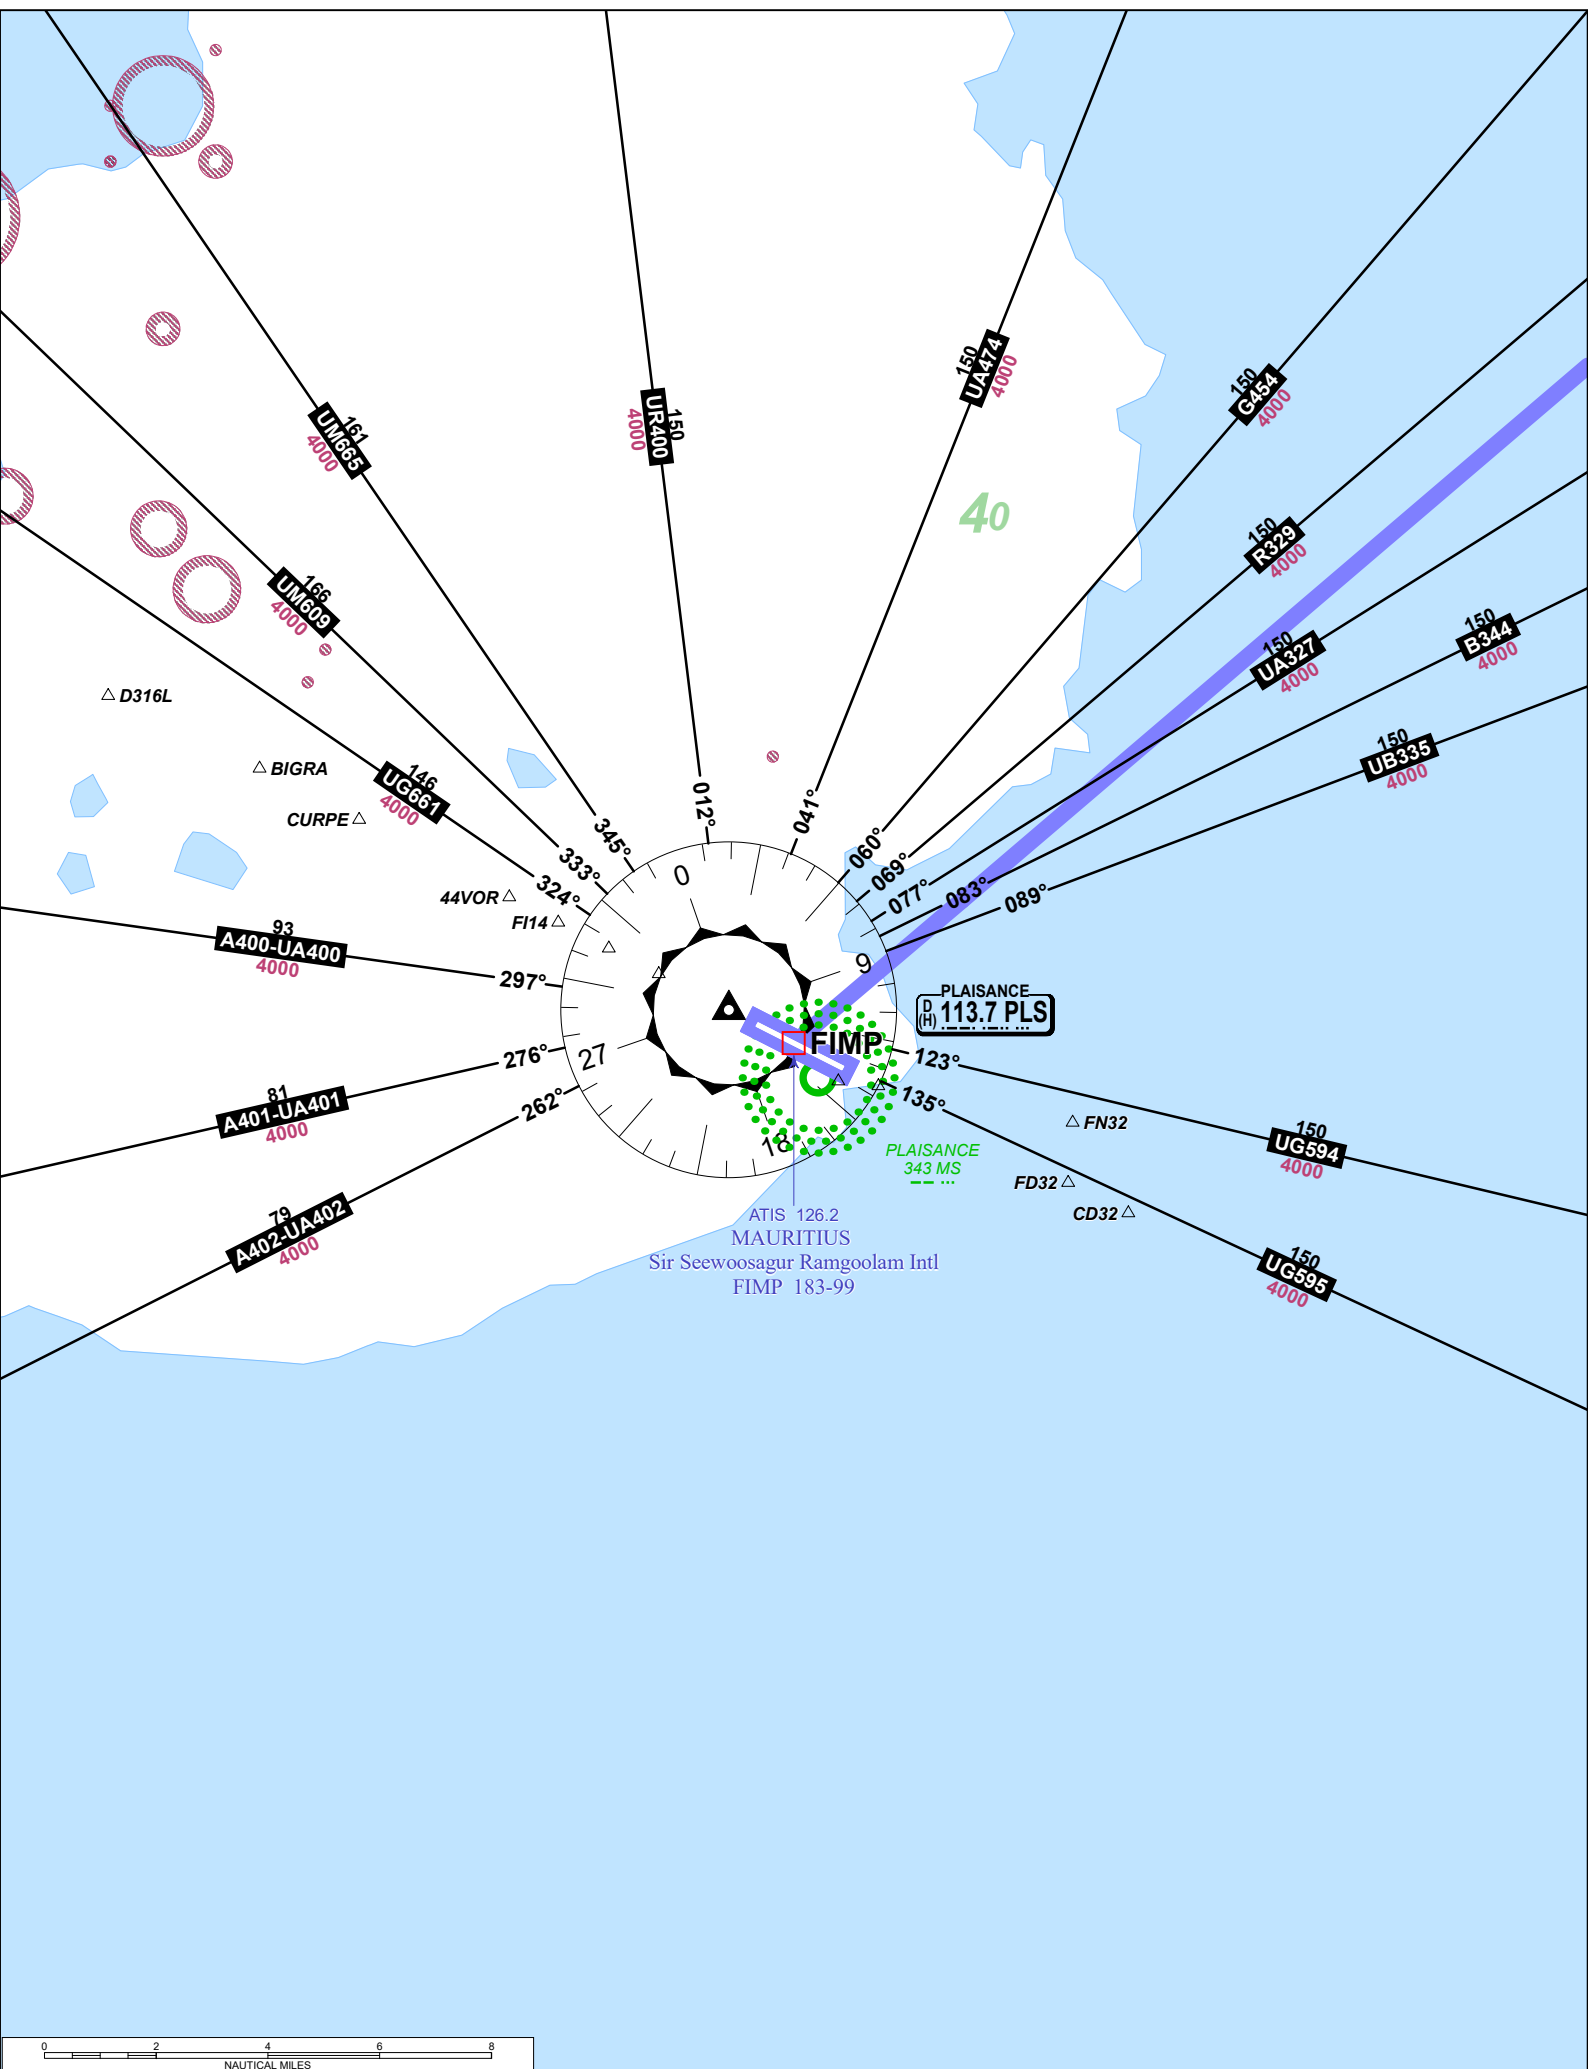 150
UA474
4000
150
G454
4000
161
UM665
4000
150
UR400
4000
40
150
R329
4000
166
UM609
4000
150
B344
4000
150
UA327
4000
D316L
150
UB335
4000
BIGRA
146
UG661
4000
CURPE
012°
041°
345°
060°
333°
069°
324°
0
077°
083°
089°
44VOR
FI14
93
A400-UA400
4000
297°
9
PLAISANCE
D
(H) 113.7 PLS
FIMP
276°
27
123°
262°
135°
81
A401-UA401
4000
FN32
150
UG594
4000
18
PLAISANCE
343 MS
FD32
CD32
79
A402-UA402
4000
ATIS 126.2
MAURITIUS
Sir Seewoosagur Ramgoolam Intl
FIMP 183-99
150
UG595
4000
0 2 4 6 8
NAUTICAL MILES